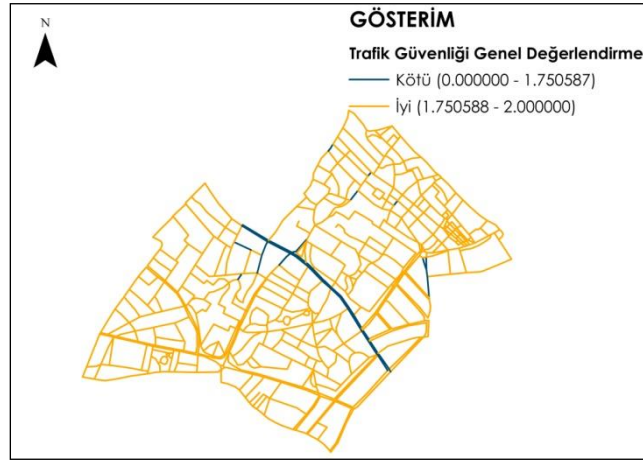 N
GÖSTERİM
Trafik Güvenliği Genel Değerlendirme
Kötü (0.000000 - 1.750587)
İyi (1.750588 - 2.000000)